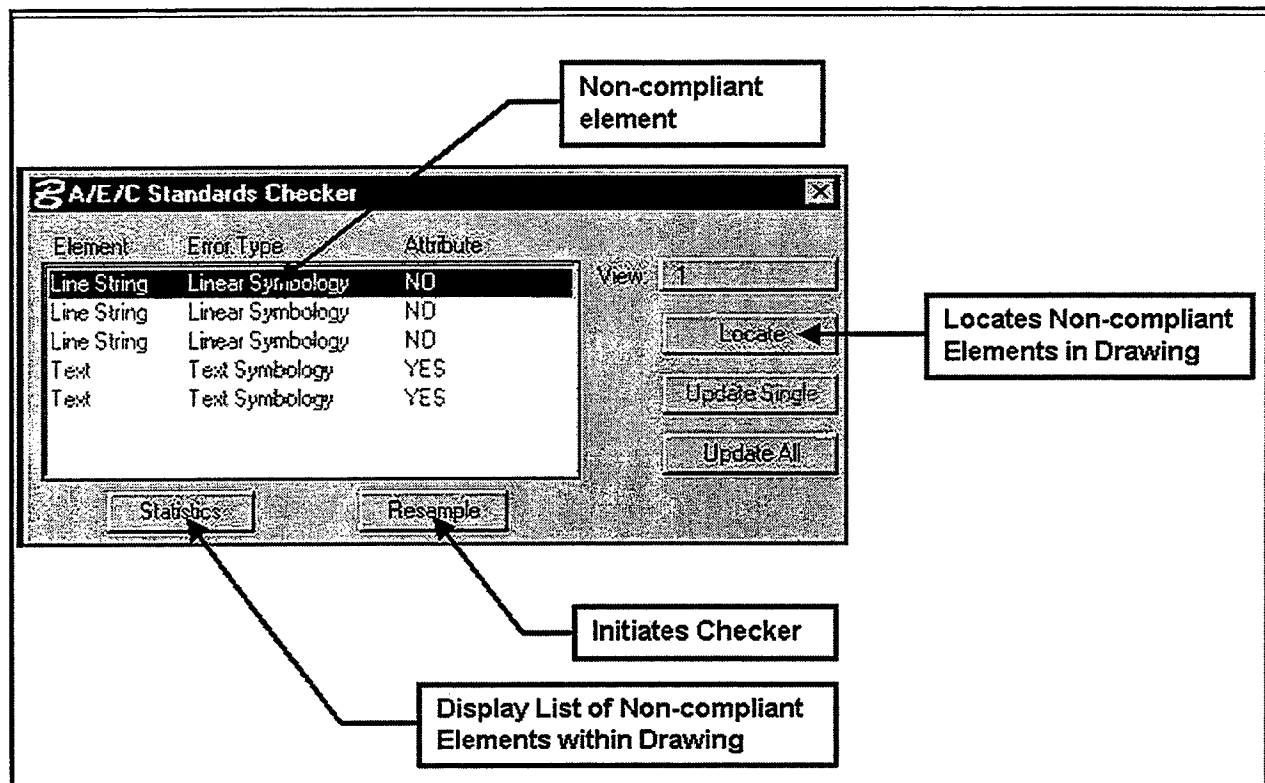 Non-compliant
element
A/E/C Standards Checker
Element Error Type Attribute
Line String Linear Symbology NO
Line String Linear Symbology NO
Line String Linear Symbology NO
Text Text Symbology YES
Text Text Symbology YES
View 1
Locate
Update Single
Update All
Locates Non-compliant
Elements in Drawing
Statistics Resample
Initiates Checker
Display List of Non-compliant
Elements within Drawing